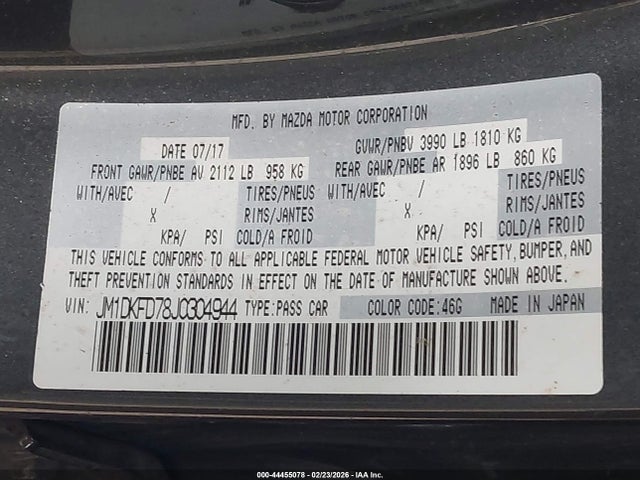 MFD. BY MAZDA MOTOR CORPORATION
DATE 07/17 GVWR/PNBV 3990 LB 1810 KG
FRONT GAWR/PNBE AV 2112 LB 958 KG REAR GAWR/PNBE AR 1896 LB 860 KG
WITH/AVEC / TIRES/PNEUS WITH/AVEC / TIRES/PNEUS
X RIMS/JANTES X RIMS/JANTES
KPA/ PSI COLD/A FROID KPA/ PSI COLD/A FROID
THIS VEHICLE CONFORMS TO ALL APPLICABLE FEDERAL MOTOR VEHICLE SAFETY, BUMPER, AND
THEFT PREVENTION STANDARDS IN EFFECT ON THE DATE OF MANUFACTURE SHOWN ABOVE.
VIN: JM1DKFD78J0304944 TYPE:PASS CAR COLOR CODE:46G MADE IN JAPAN
000-44455078 - 02/23/2026 - IAA Inc.